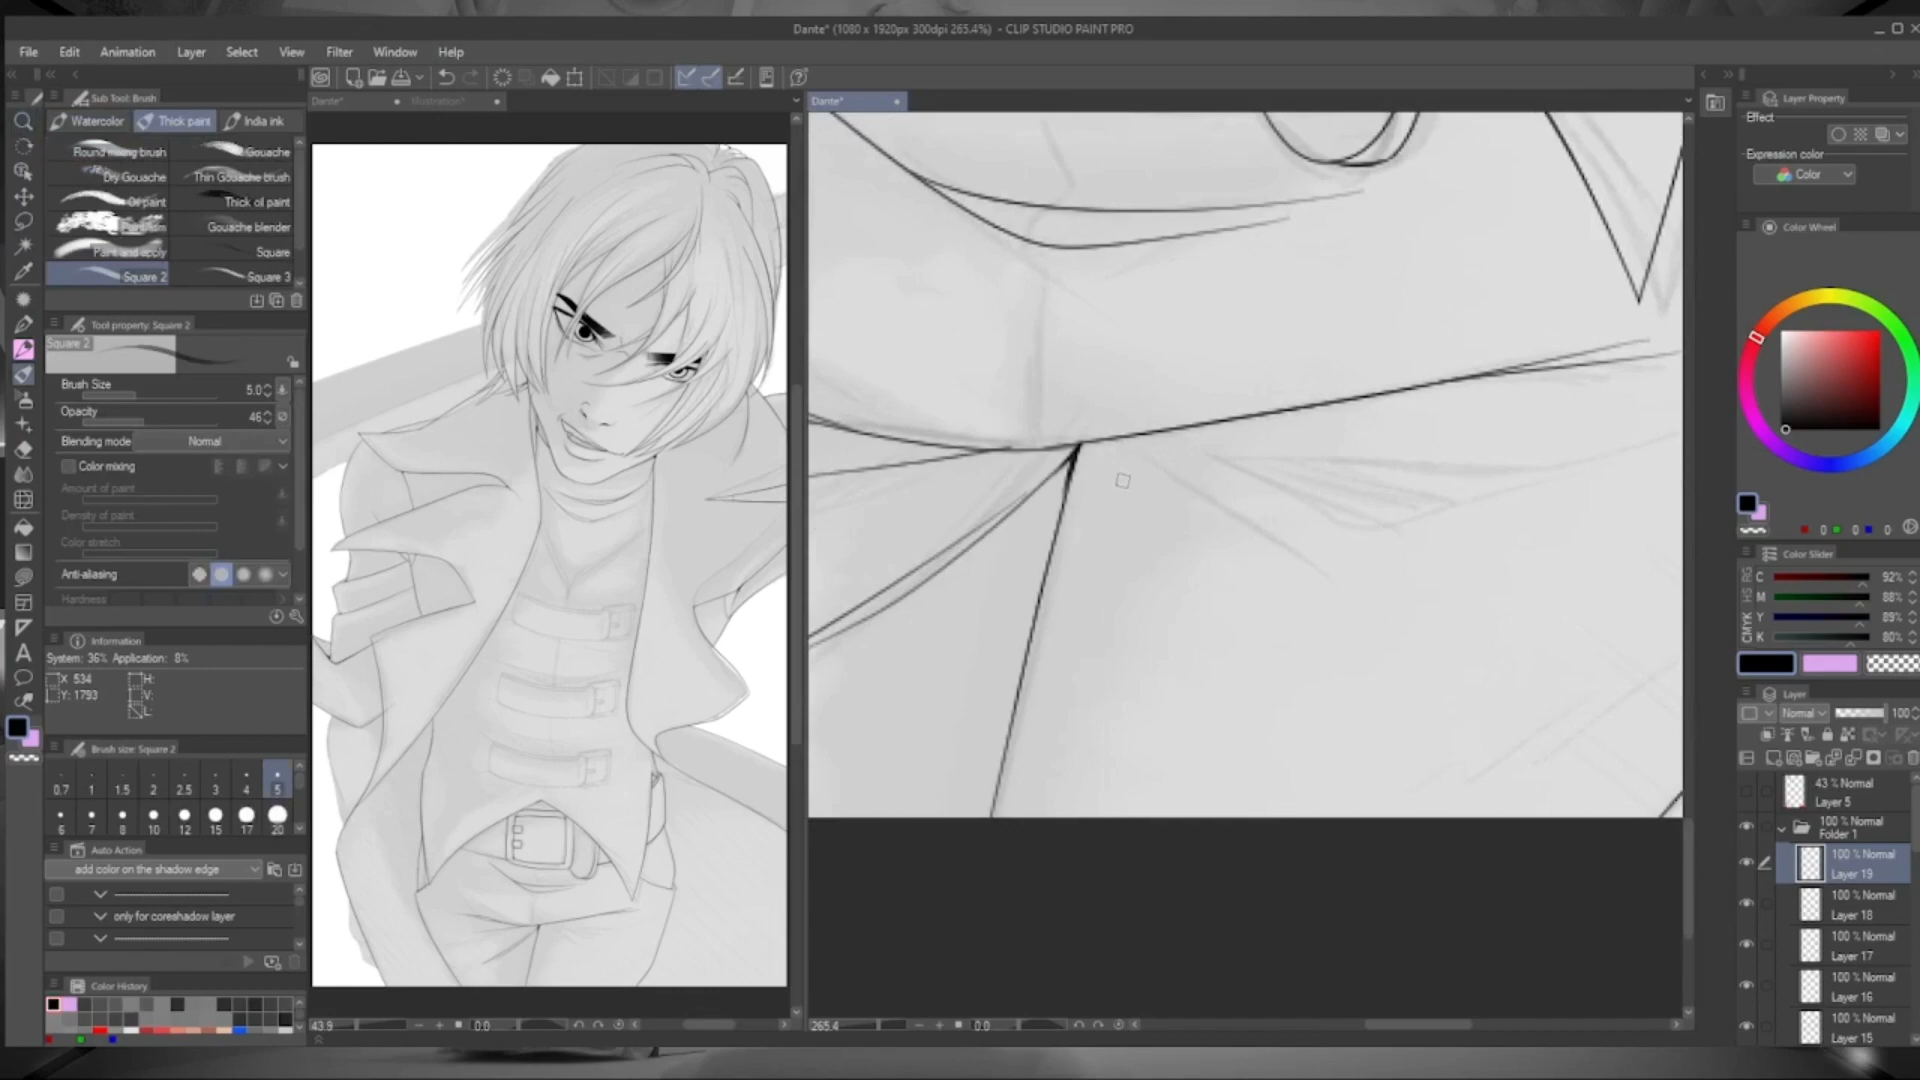 Dante* (1080 x 1920px 300dpi 265.4%) - CLIP STUDIO PAINT PRO
File Edit Animation Layer Select View Filter Window Help
Sub Tool: Brush
Watercolor Thick paint India ink
Round mixing brush Gouache
Dry Gouache Thin Gouache brush
Oil paint Thick oil paint
Gouache blender
Paint and apply Square
Square 2 Square 3
Tool property: Square 2
Square 2
Brush Size 5.0
Opacity 46
Blending mode Normal
Color mixing
Amount of paint
Density of paint
Color stretch
Anti-aliasing
Hardness
Information
System: 36% Application: 8%
X 534 H:
Y: 1793 V:
L:
Brush size: Square 2
0.7 1 1.5 2 2.5 3 4 5
6 7 8 10 12 15 17 20
Auto Action
add color on the shadow edge
only for coreshadow layer
Color History
Dante* Illustration*
43.9 0.0
Dante*
265.4 0.0
Layer Property
Effect
Expression color
Color
Color Wheel
0 0 0
Color Slider
RG
HS
CMYK
C 92%
M 88%
Y 89%
K 80%
Layer
Normal 100
43 % Normal
Layer 5
100 % Normal
Folder 1
100 % Normal
Layer 19
100 % Normal
Layer 18
100 % Normal
Layer 17
100 % Normal
Layer 16
100 % Normal
Layer 15